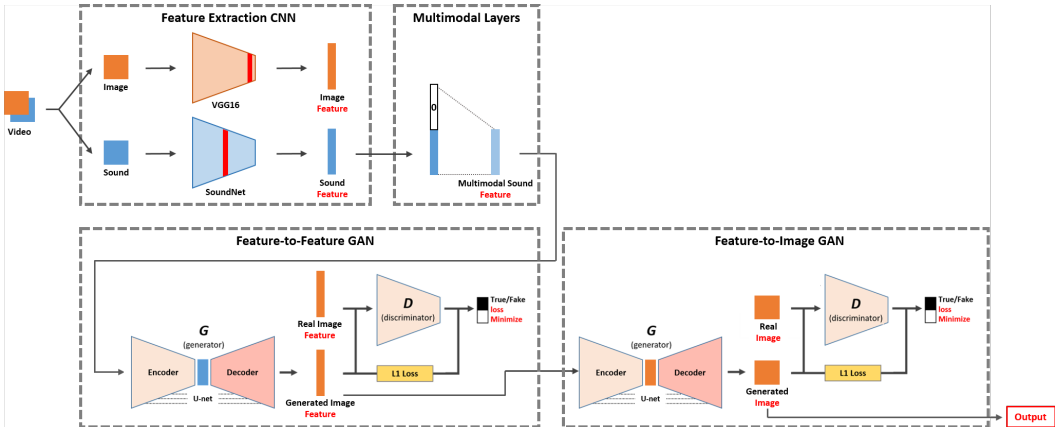 Feature Extraction CNN
Multimodal Layers
Video
Image
VGG16
Image
Feature
Sound
SoundNet
Sound
Feature
0
Multimodal Sound
Feature
Feature-to-Feature GAN
G
(generator)
Encoder
Decoder
U-net
Real Image
Feature
Generated Image
Feature
D
(discriminator)
L1 Loss
True/Fake
loss
Minimize
Feature-to-Image GAN
G
(generator)
Encoder
Decoder
U-net
Real
Image
Generated
Image
D
(discriminator)
L1 Loss
True/Fake
loss
Minimize
Output